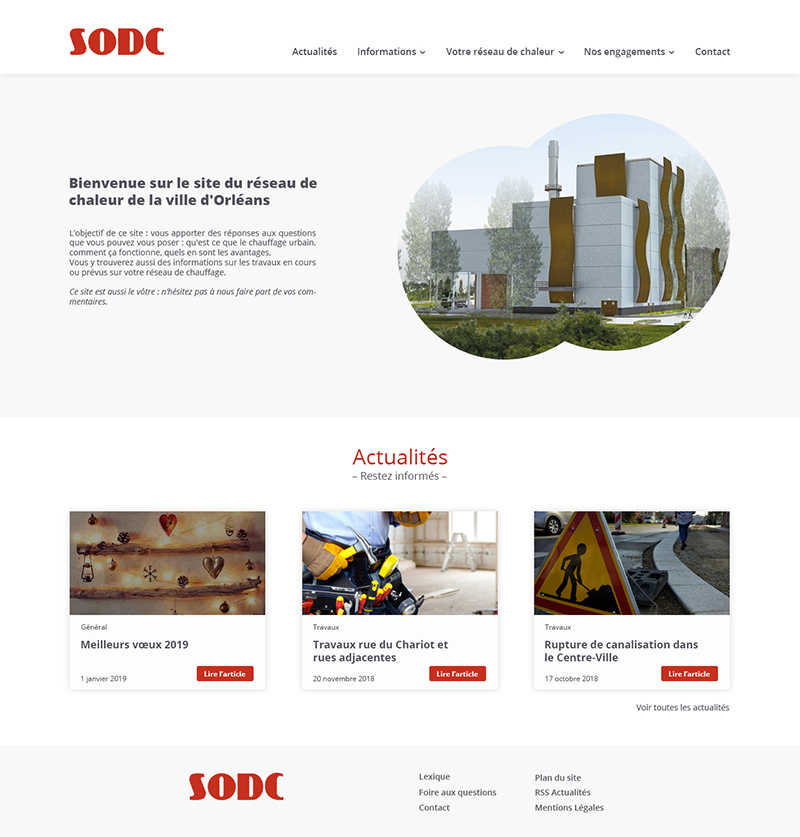 SODC
Actualités
Informations
Votre réseau de chaleur
Nos engagements
Contact
Bienvenue sur le site du réseau de
chaleur de la ville d'Orléans
L'objectif de ce site : vous apporter des réponses aux questions
que vous pouvez vous poser : qu'est ce que le chauffage urbain,
comment ça fonctionne, quels en sont les avantages,
Vous y trouverez aussi des informations sur les travaux en cours
ou prévus sur votre réseau de chauffage.
Ce site est aussi le vôtre : n'hésitez pas à nous faire part de vos com-
mentaires.
Actualités
– Restez informés –
Général
Meilleurs vœux 2019
1 janvier 2019
Lire l'article
Travaux
Travaux rue du Chariot et
rues adjacentes
20 novembre 2018
Lire l'article
Travaux
Rupture de canalisation dans
le Centre-Ville
17 octobre 2018
Lire l'article
Voir toutes les actualités
SODC
Lexique
Foire aux questions
Contact
Plan du site
RSS Actualités
Mentions Légales